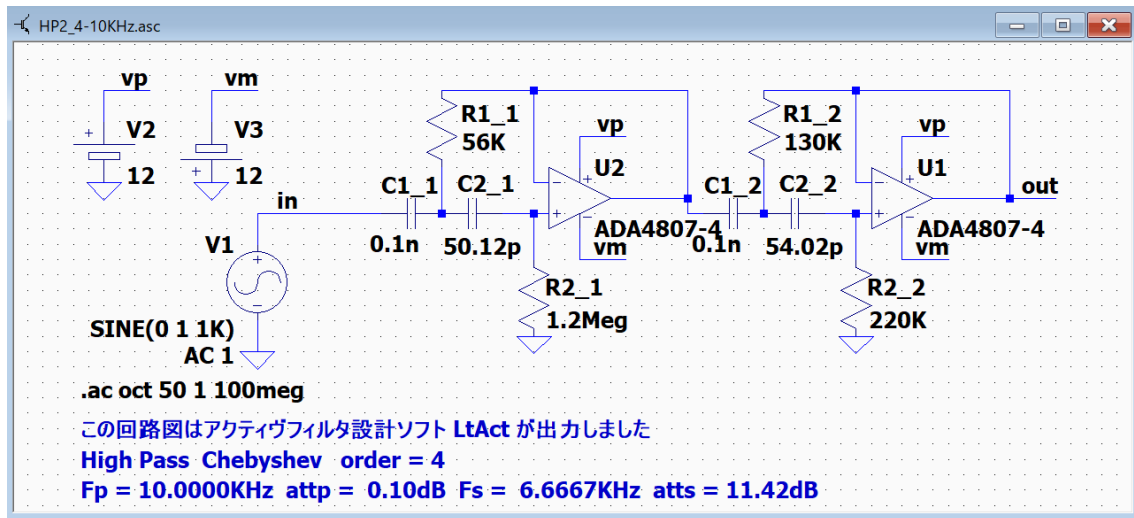 HP2_4-10KHz.asc
vp
vm
V2
V3
12
12
in
V1
SINE(0 1 1K)
AC 1
R1_1
56K
vp
U2
C1_1
C2_1
0.1n
50.12p
ADA4807-4
vm
R2_1
1.2Meg
R1_2
130K
vp
U1
C1_2
C2_2
out
0.1n
54.02p
ADA4807-4
vm
R2_2
220K
.ac oct 50 1 100meg
この回路図はアクティヴフィルタ設計ソフト LtAct が出力しました
High Pass Chebyshev order = 4
Fp = 10.0000KHz attp = 0.10dB Fs = 6.6667KHz atts = 11.42dB